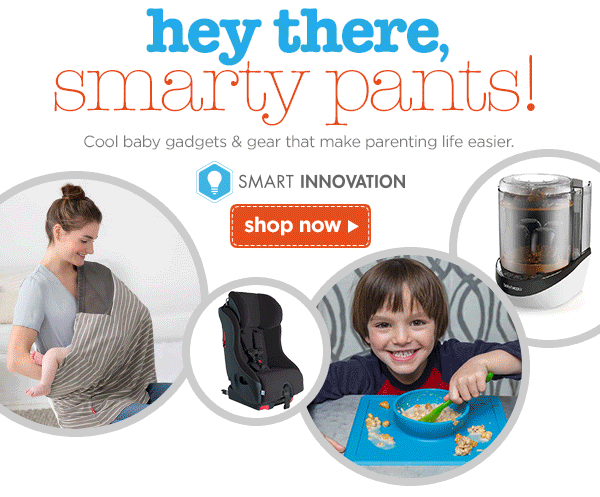 hey there,
smarty pants!
Cool baby gadgets & gear that make parenting life easier.
SMART INNOVATION
shop now